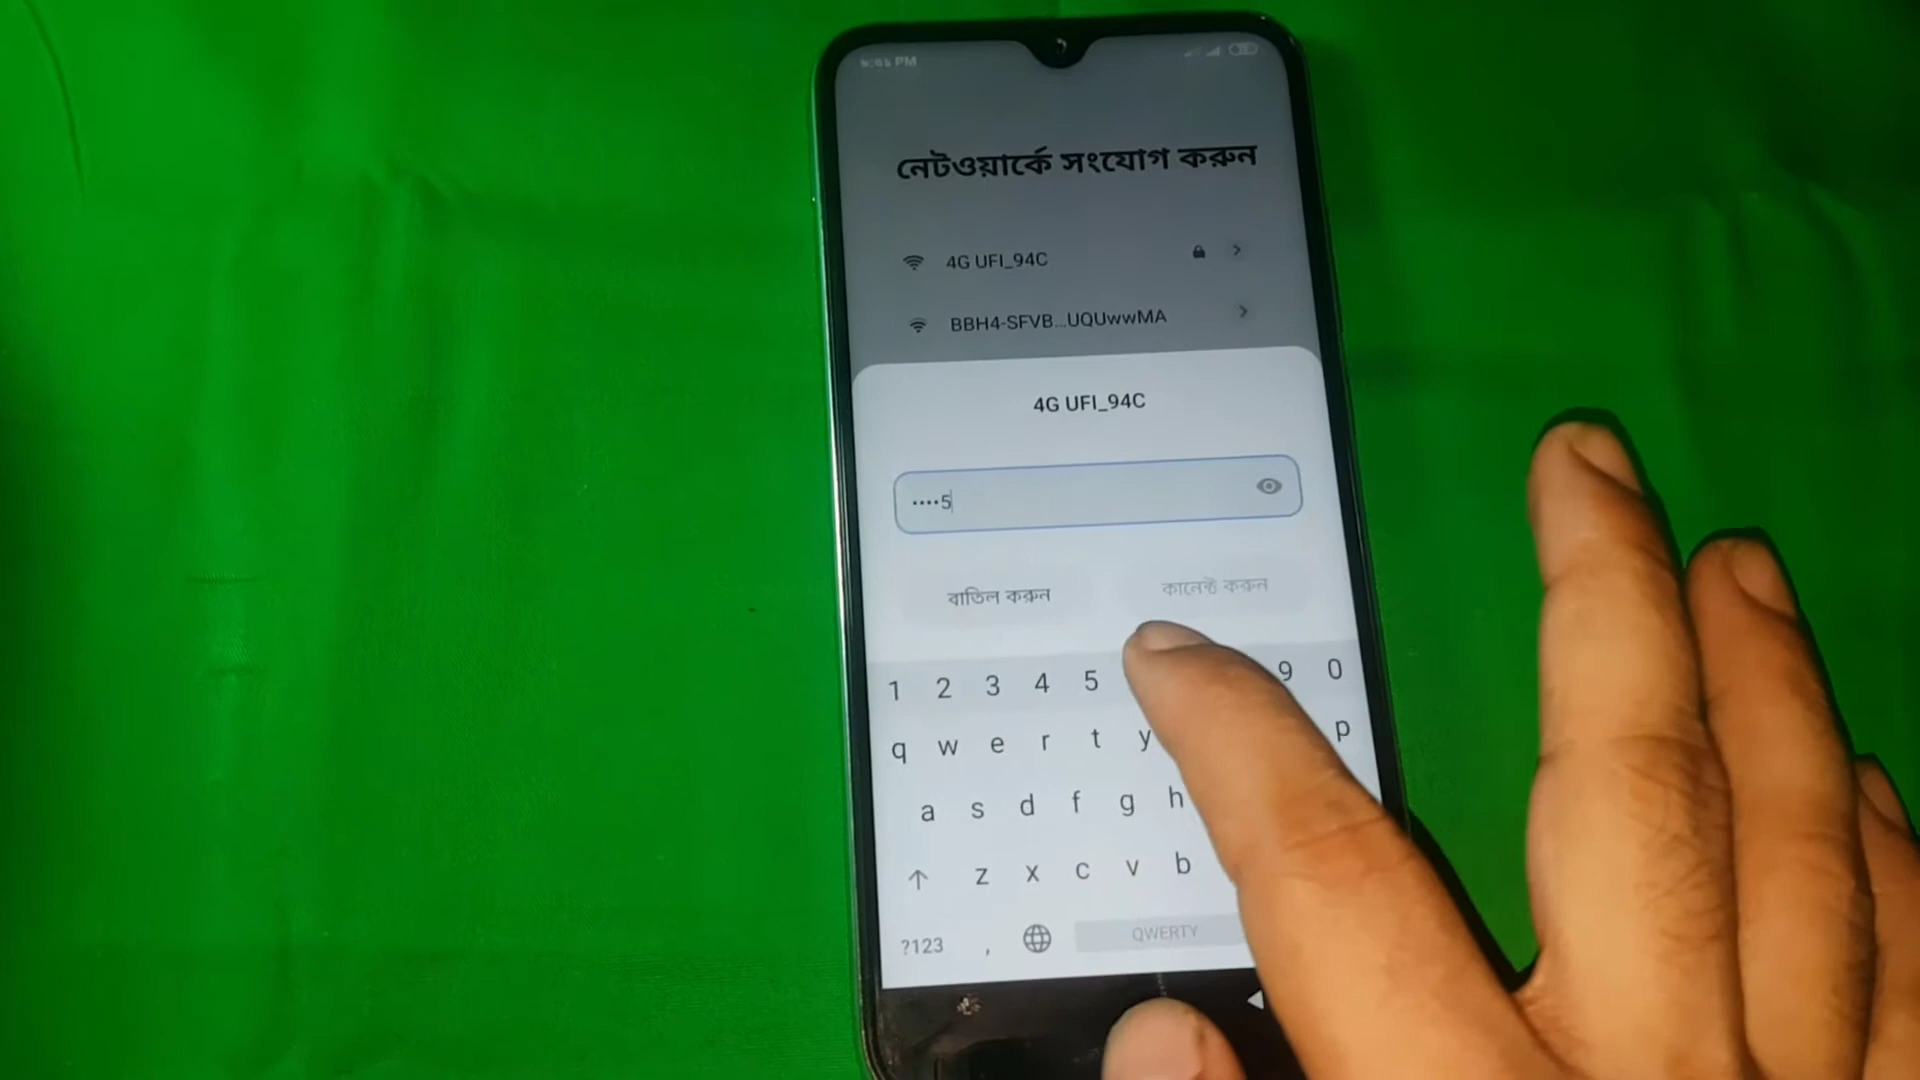 নেটওয়ার্কে সংযোগ করুন
4G UFI_94C
BBH4-SFVB...UQUwwMA
4G UFI_94C
••••5
বাতিল করুন
কানেক্ট করুন
1 2 3 4 5 9 0
q w e r t y p
a s d f g h
z x c v b
?123 ,
QWERTY